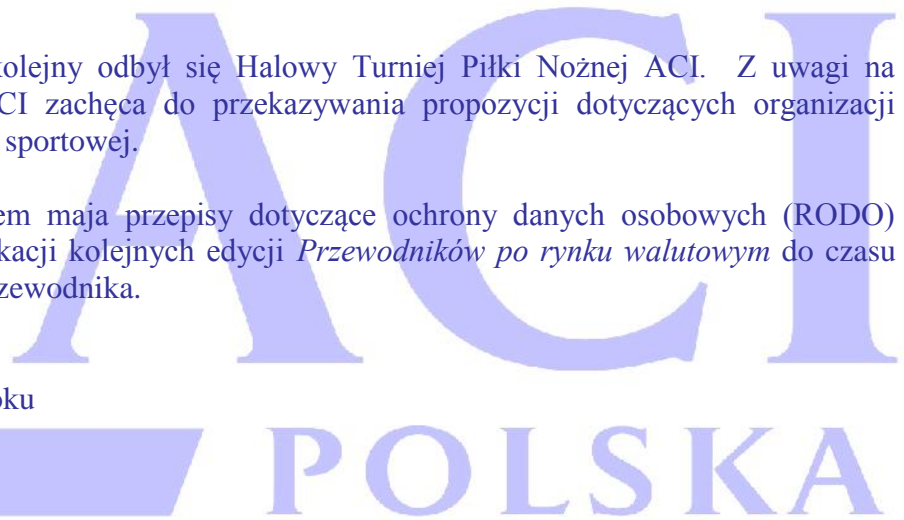 kolejny odbył się Halowy Turniej Piłki Nożnej ACI. Z uwagi na
CI zachęca do przekazywania propozycji dotyczących organizacji
sportowej.
em maja przepisy dotyczące ochrony danych osobowych (RODO)
kacji kolejnych edycji Przewodników po rynku walutowym do czasu
rzewodnika.
oku
ACI
POLSKA